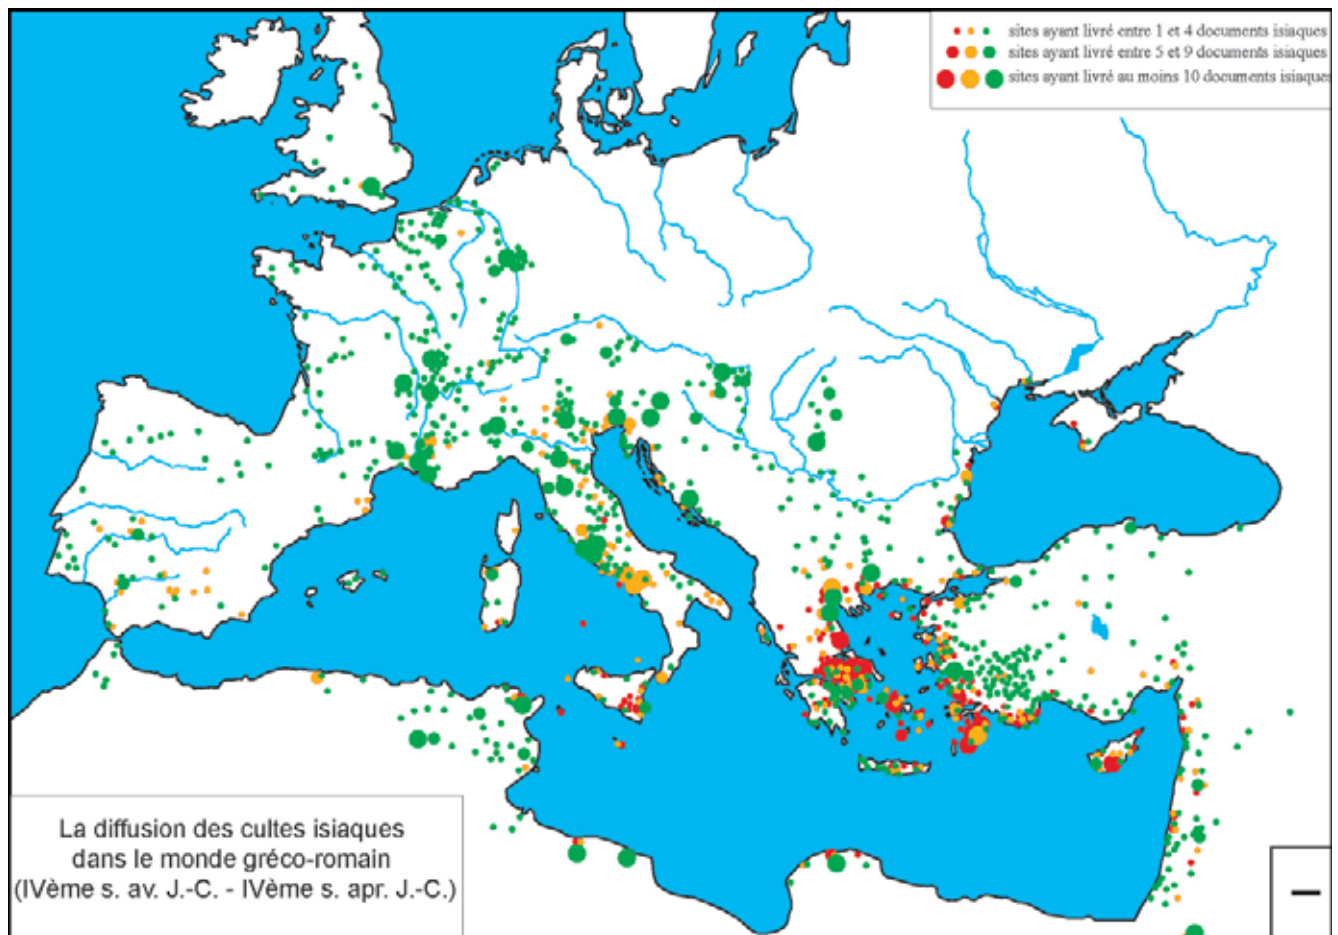 sites ayant livré entre 1 et 4 documents isiaques
sites ayant livré entre 5 et 9 documents isiaques
sites ayant livré au moins 10 documents isiaques
La diffusion des cultes isiaques
dans le monde gréco-romain
(IVème s. av. J.-C. - IVème s. apr. J.-C.)